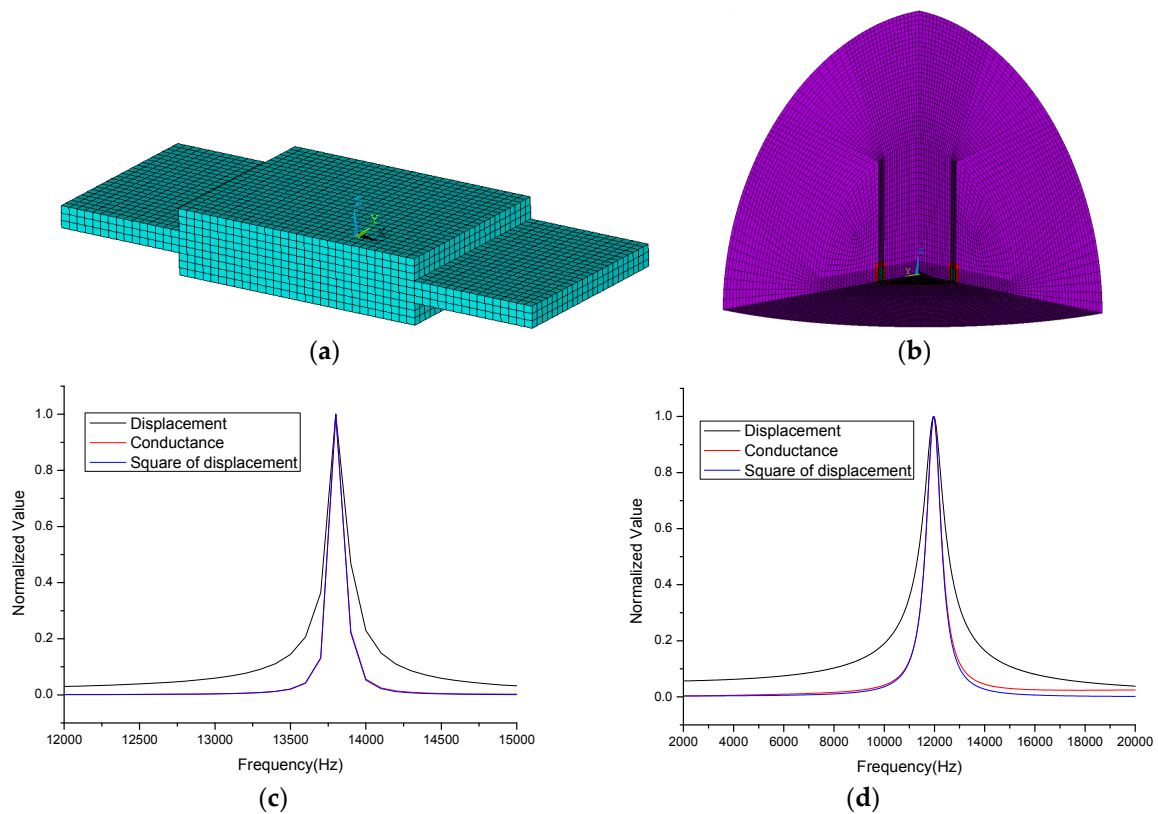 (a)
(b)
Z
Y
X
Y
Displacement
Conductance
Square of displacement
Normalized Value
1.0
0.8
0.6
0.4
0.2
0.0
12000 12500 13000 13500 14000 14500 15000
Frequency(Hz)
(c)
Displacement
Conductance
Square of displacement
Normalized Value
1.0
0.8
0.6
0.4
0.2
0.0
2000 4000 6000 8000 10000 12000 14000 16000 18000 20000
Frequency(Hz)
(d)